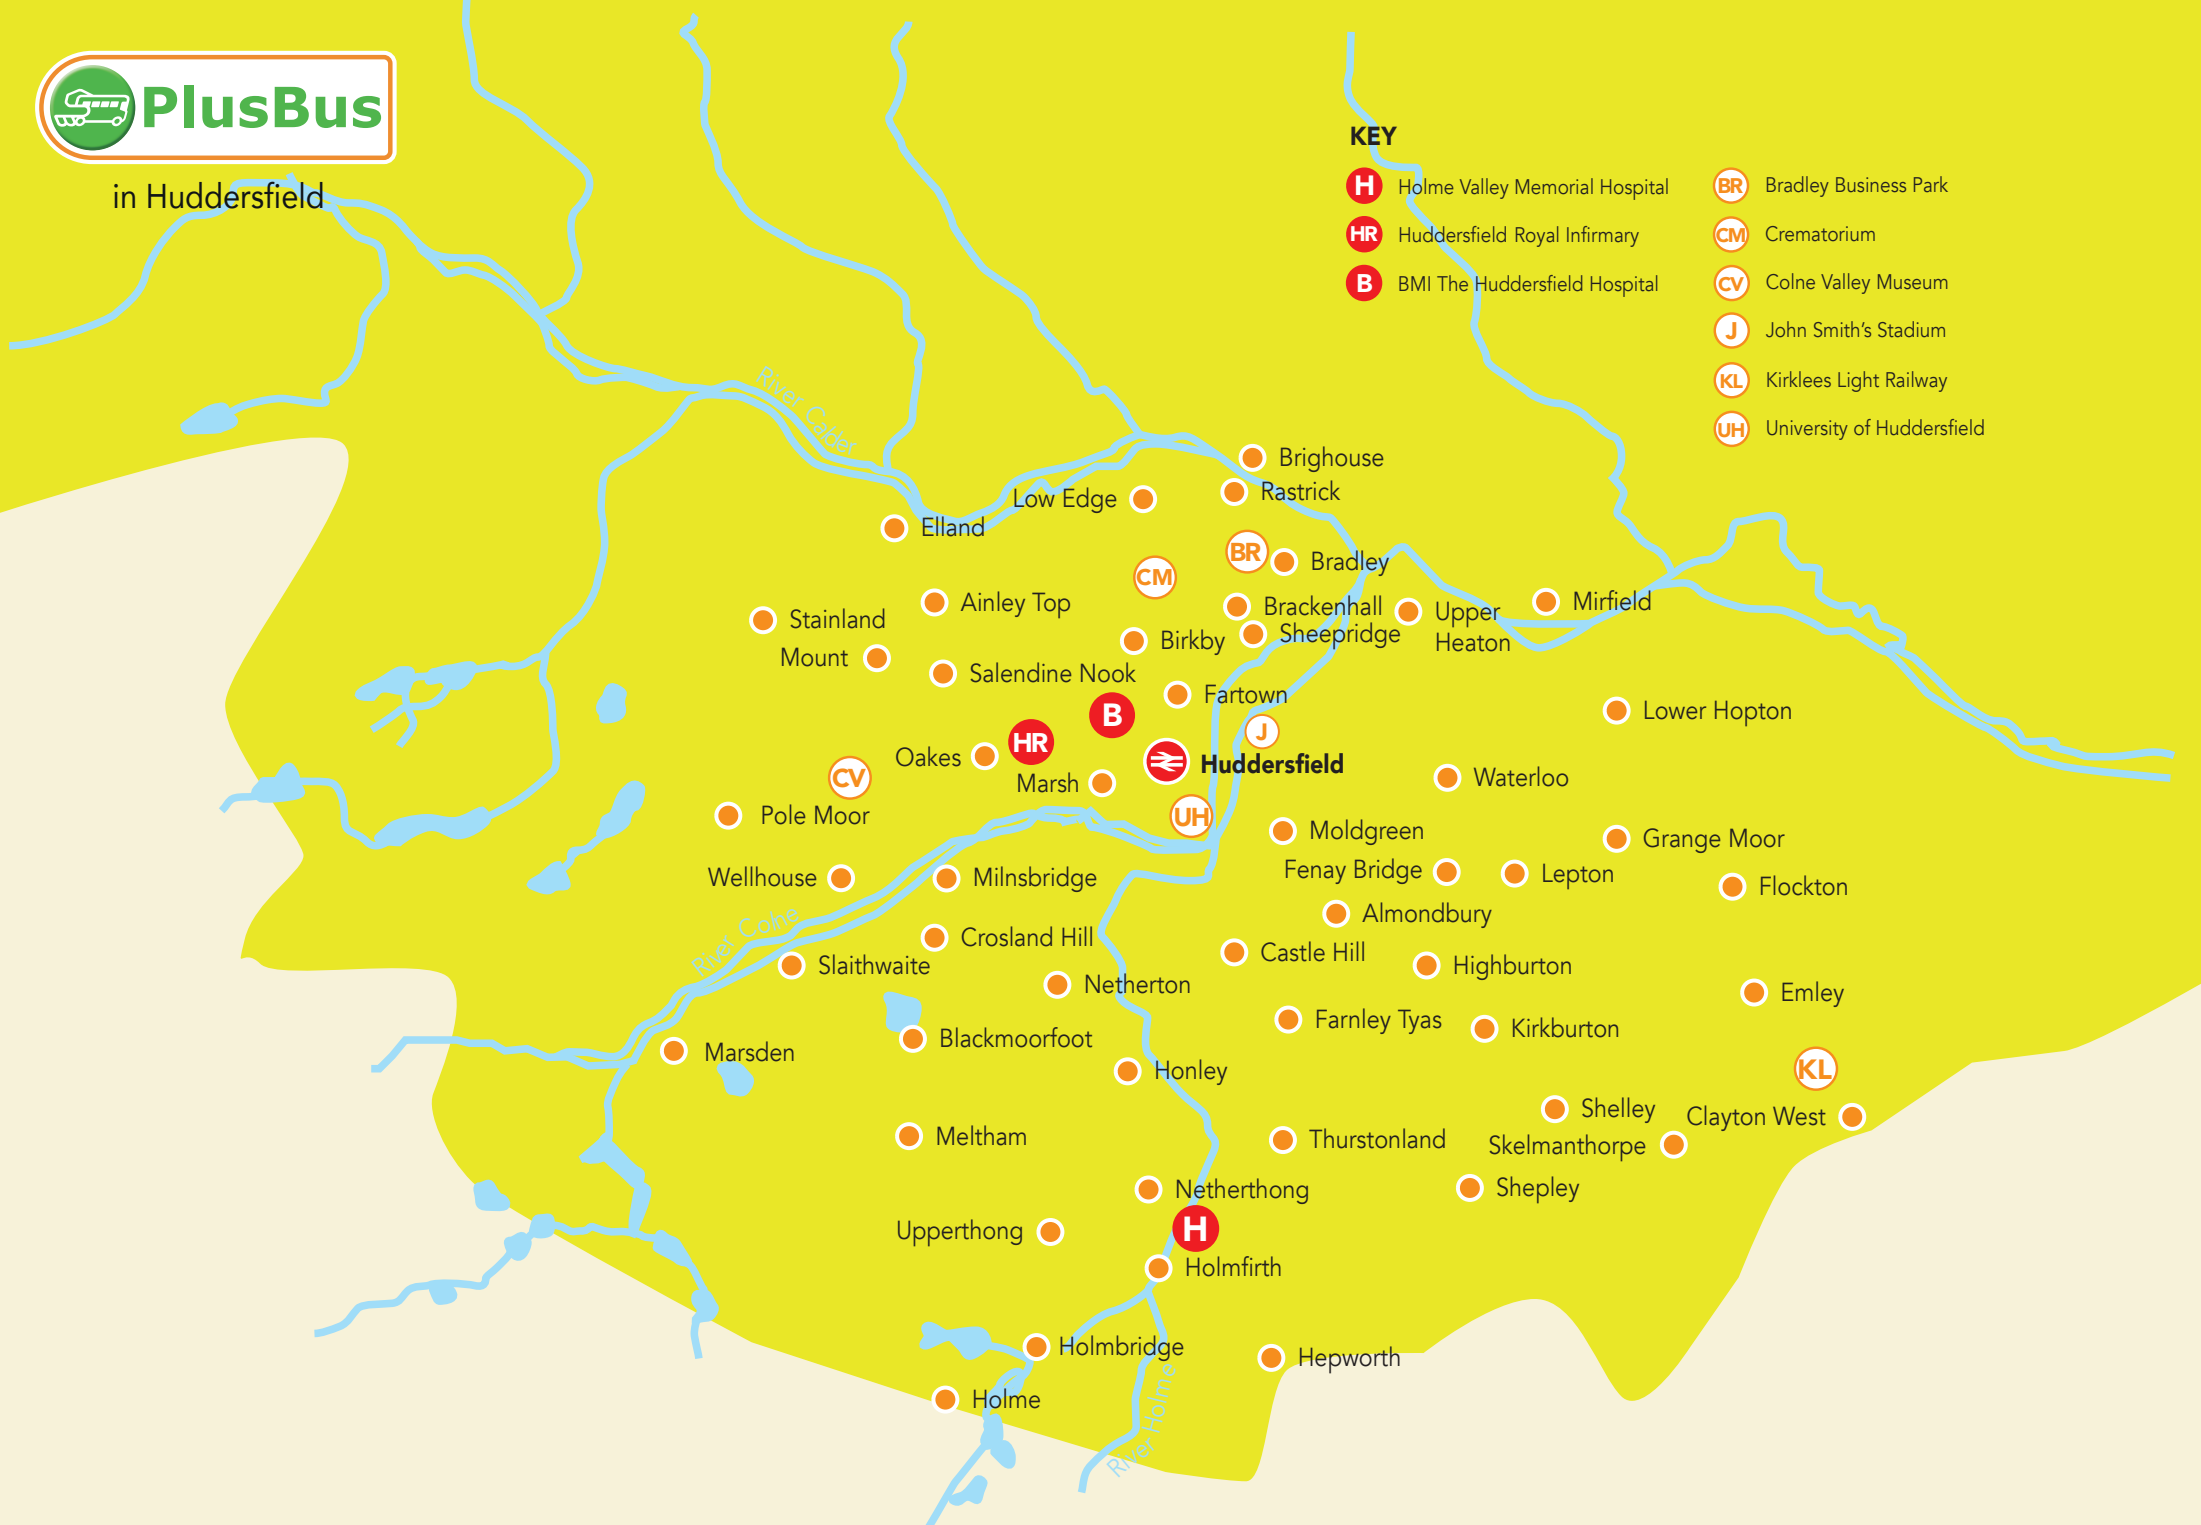 PlusBus
in Huddersfield
KEY
H Holme Valley Memorial Hospital
HR Huddersfield Royal Infirmary
B BMI The Huddersfield Hospital
BR Bradley Business Park
CM Crematorium
CV Colne Valley Museum
J John Smith's Stadium
KL Kirklees Light Railway
UH University of Huddersfield
River Calder
Brighouse
Low Edge
Rastrick
Elland
BR
Bradley
CM
Ainley Top
Brackenhall
Upper
Heaton
Mirfield
Stainland
Birkby
Sheepridge
Mount
Salendine Nook
Fartown
Lower Hopton
B
HR
J
Oakes
Huddersfield
CV
Marsh
Waterloo
Pole Moor
UH
Moldgreen
Grange Moor
Fenay Bridge
Lepton
Wellhouse
Milnsbridge
Flockton
Almondbury
River Colne
Crosland Hill
Castle Hill
Slaithwaite
Highburton
Netherton
Emley
Farnley Tyas
Kirkburton
Blackmoorfoot
Marsden
Honley
KL
Shelley
Clayton West
Meltham
Thurstonland
Skelmanthorpe
Netherthong
Shepley
Upperthong
H
Holmfirth
Holmbridge
Hepworth
Holme
River Holme